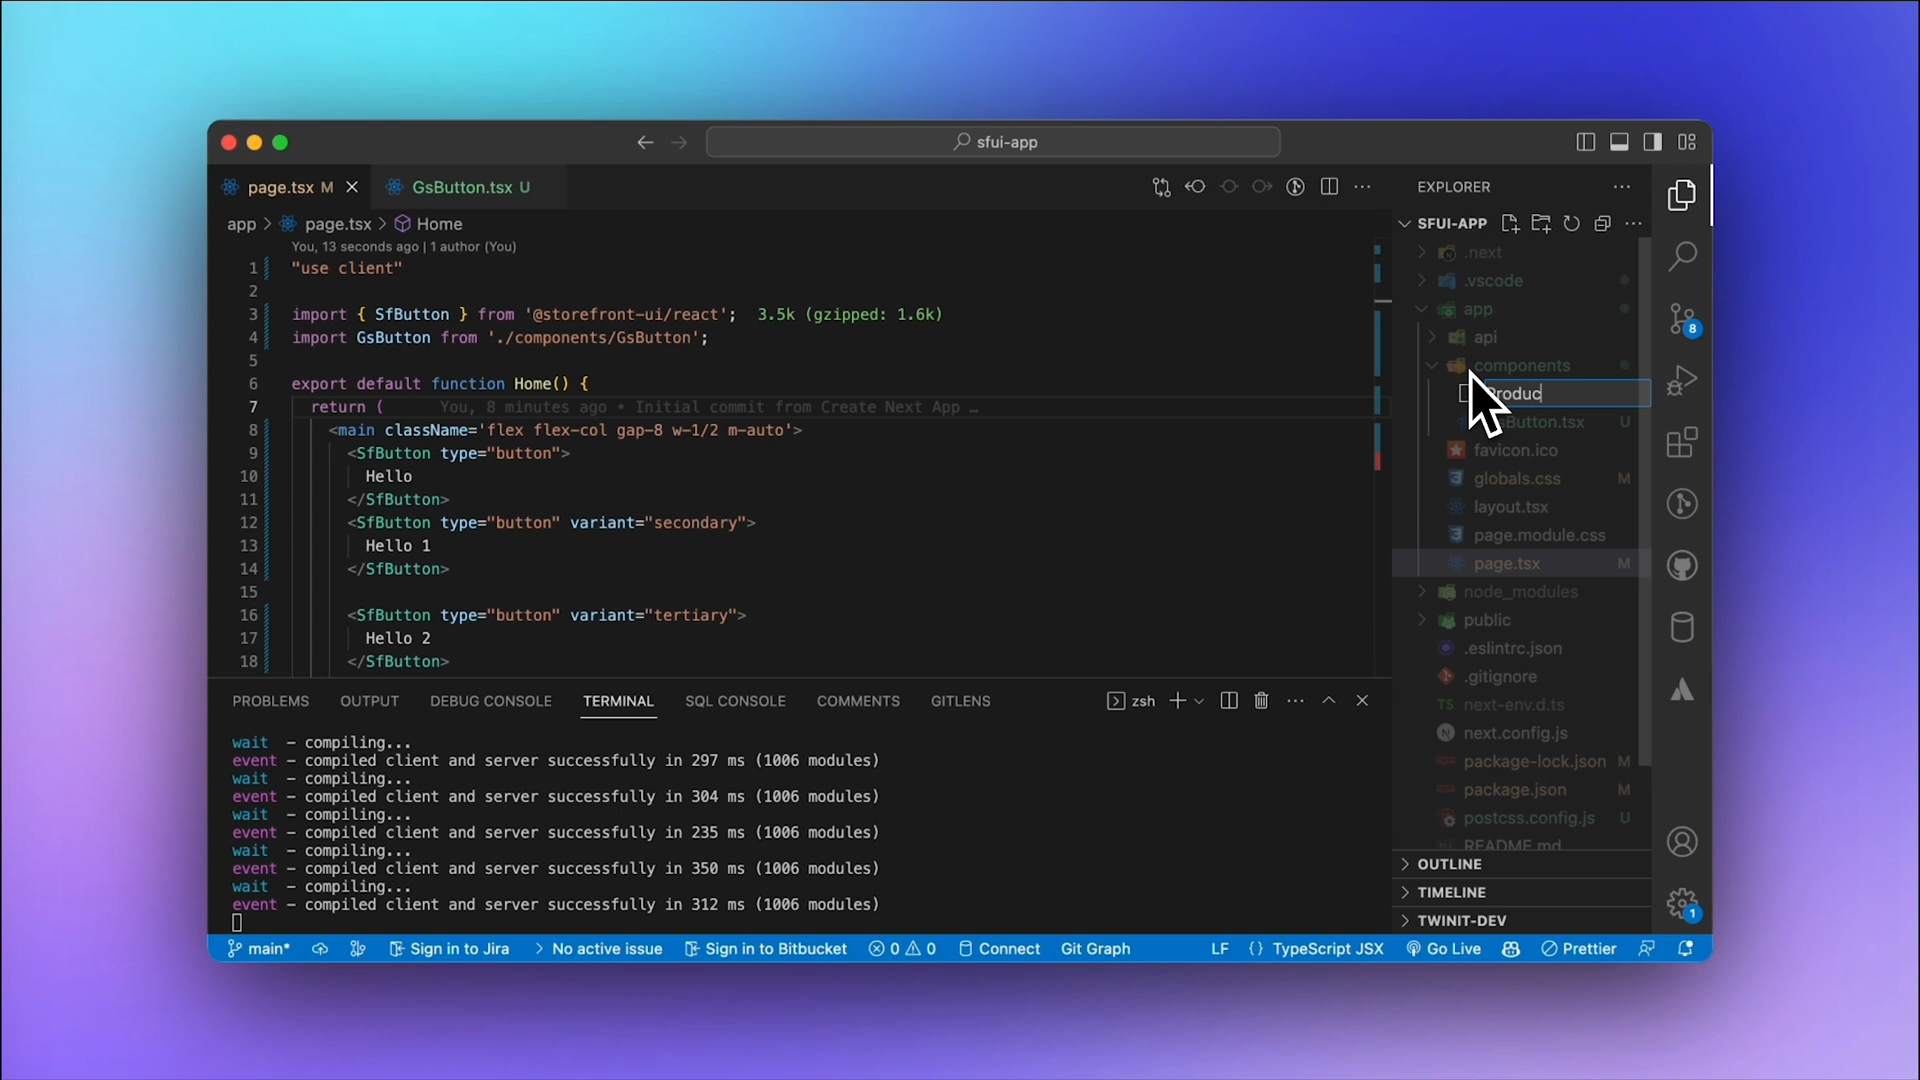 sfui-app
page.tsx M
GsButton.tsx U
app > page.tsx > Home
You, 13 seconds ago | 1 author (You)
1 "use client"
2
3 import { SfButton } from '@storefront-ui/react'; 3.5k (gzipped: 1.6k)
4 import GsButton from './components/GsButton';
5
6 export default function Home() {
7 return ( You, 8 minutes ago • Initial commit from Create Next App …
8 <main className='flex flex-col gap-8 w-1/2 m-auto'>
9 <SfButton type="button">
10 Hello
11 </SfButton>
12 <SfButton type="button" variant="secondary">
13 Hello 1
14 </SfButton>
15
16 <SfButton type="button" variant="tertiary">
17 Hello 2
18 </SfButton>
PROBLEMS OUTPUT DEBUG CONSOLE TERMINAL SQL CONSOLE COMMENTS GITLENS
zsh
wait - compiling...
event - compiled client and server successfully in 297 ms (1006 modules)
wait - compiling...
event - compiled client and server successfully in 304 ms (1006 modules)
wait - compiling...
event - compiled client and server successfully in 235 ms (1006 modules)
wait - compiling...
event - compiled client and server successfully in 350 ms (1006 modules)
wait - compiling...
event - compiled client and server successfully in 312 ms (1006 modules)
EXPLORER
SFUI-APP
.next
.vscode
app
api
components
Produc
Button.tsx U
favicon.ico
globals.css M
layout.tsx
page.module.css
page.tsx M
node_modules
public
.eslintrc.json
.gitignore
TS next-env.d.ts
N next.config.js
package-lock.json M
package.json M
postcss.config.js U
README.md
OUTLINE
TIMELINE
TWINIT-DEV
8
1
main* Sign in to Jira > No active issue Sign in to Bitbucket 0 0 Connect Git Graph LF {} TypeScript JSX Go Live Prettier